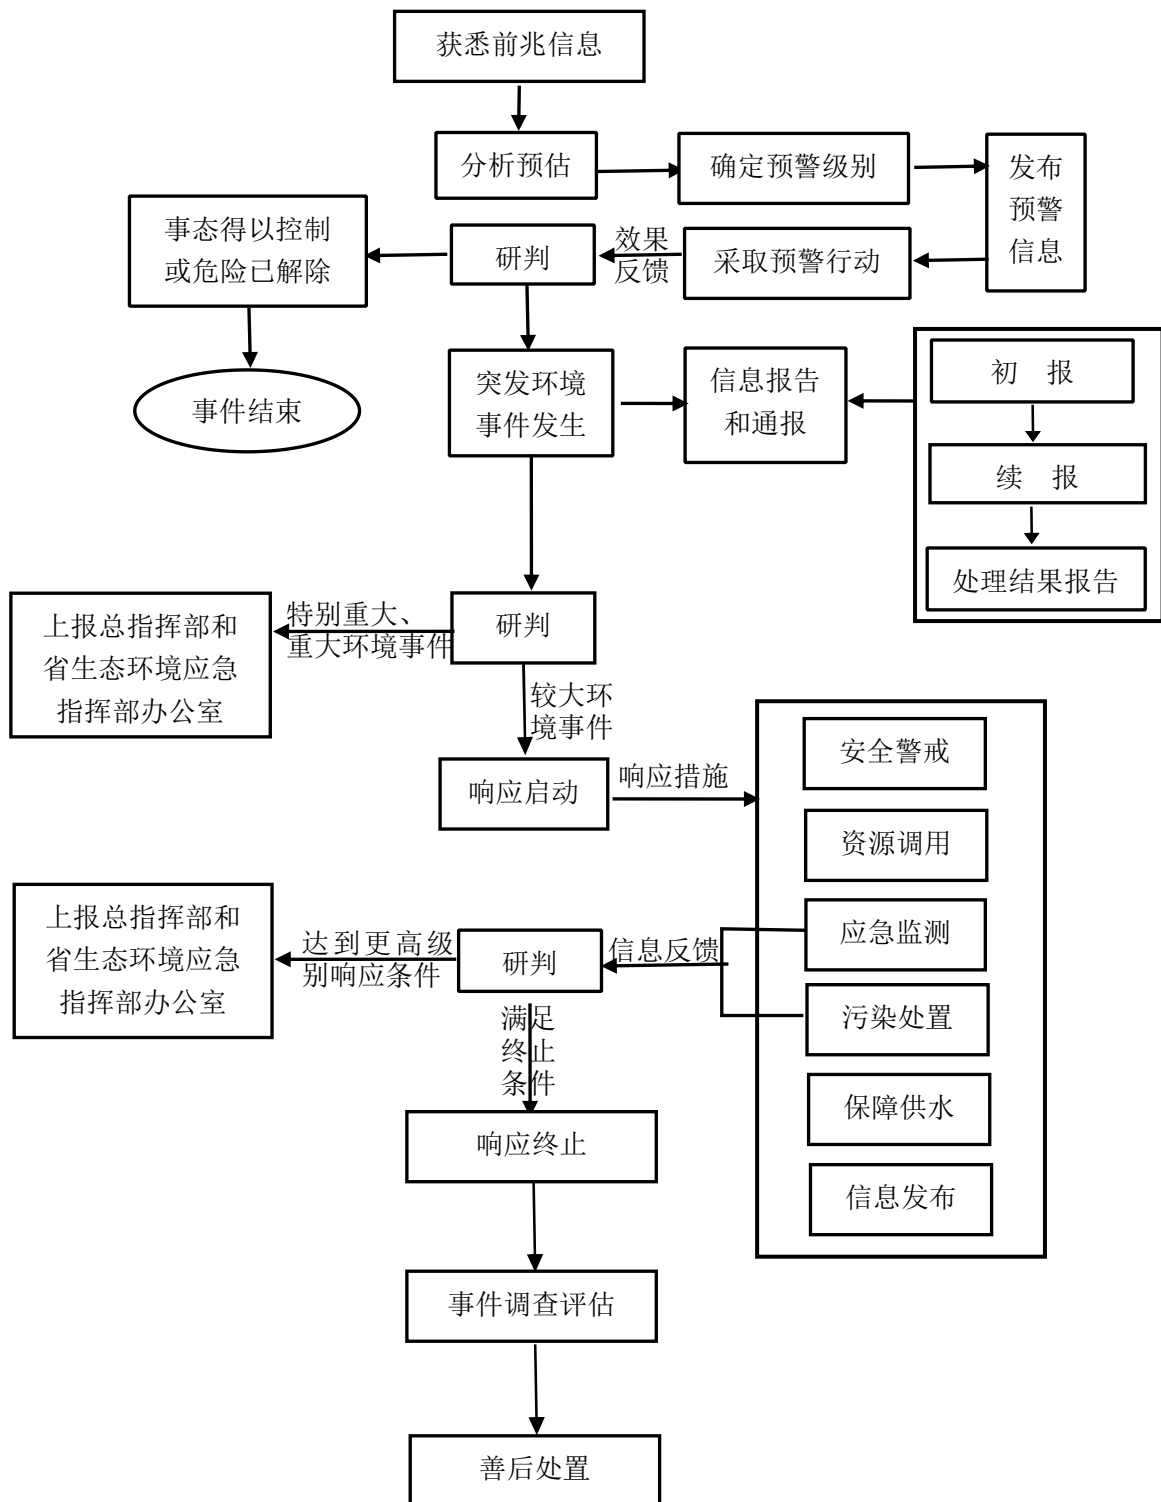 获悉前兆信息
分析预估
确定预警级别
发布
预警
信息
事态得以控制
或危险已解除
研判
效果
反馈
采取预警行动
事件结束
突发环境
事件发生
信息报告
和通报
初 报
续 报
处理结果报告
上报总指挥部和
省生态环境应急
指挥部办公室
特别重大、
重大环境事件
研判
较大环
境事件
响应启动
响应措施
安全警戒
资源调用
应急监测
污染处置
保障供水
信息发布
上报总指挥部和
省生态环境应急
指挥部办公室
达到更高级
别响应条件
研判
信息反馈
满足
终止
条件
响应终止
事件调查评估
善后处置